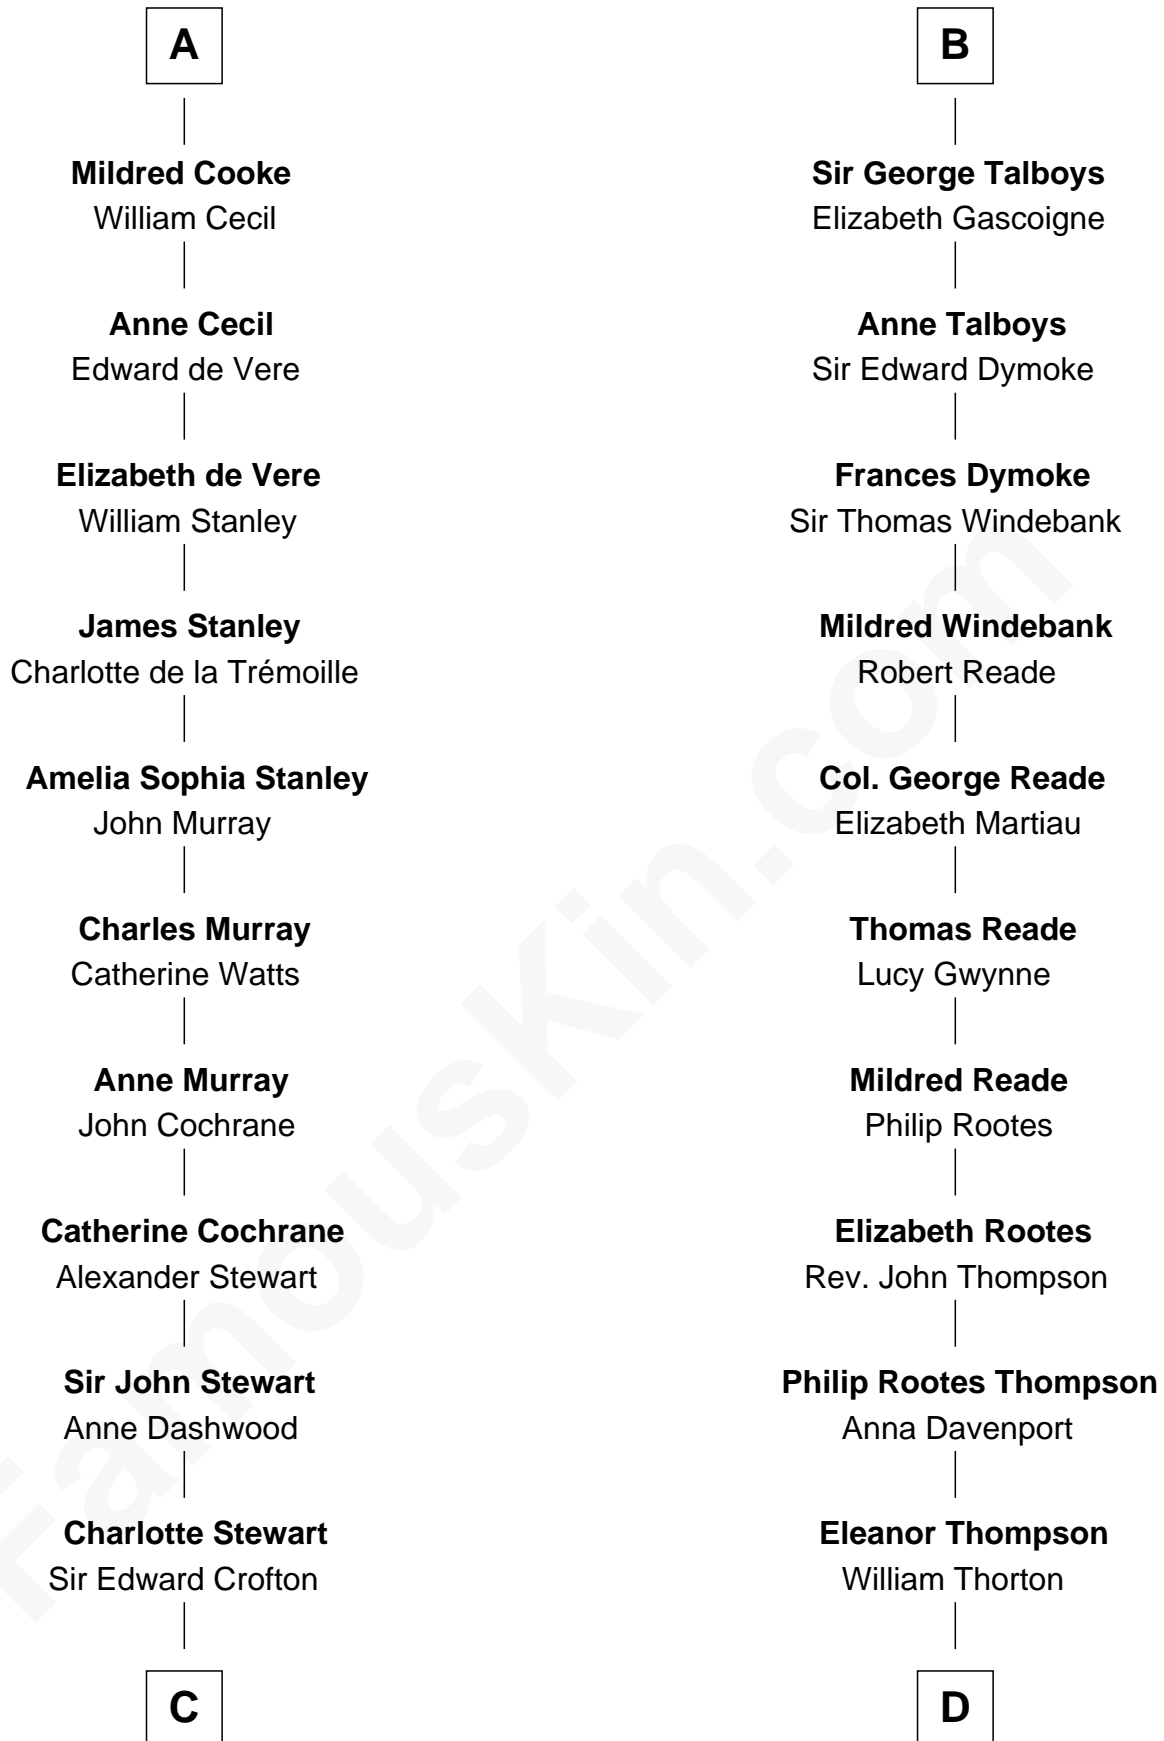 A
Mildred Cooke
William Cecil
Anne Cecil
Edward de Vere
Elizabeth de Vere
William Stanley
James Stanley
Charlotte de la Trémoille
Amelia Sophia Stanley
John Murray
Charles Murray
Catherine Watts
Anne Murray
John Cochrane
Catherine Cochrane
Alexander Stewart
Sir John Stewart
Anne Dashwood
Charlotte Stewart
Sir Edward Crofton
C
B
Sir George Talboys
Elizabeth Gascoigne
Anne Talboys
Sir Edward Dymoke
Frances Dymoke
Sir Thomas Windebank
Mildred Windebank
Robert Reade
Col. George Reade
Elizabeth Martiau
Thomas Reade
Lucy Gwynne
Mildred Reade
Philip Rootes
Elizabeth Rootes
Rev. John Thompson
Philip Rootes Thompson
Anna Davenport
Eleanor Thompson
William Thorton
D
FamousKin.com